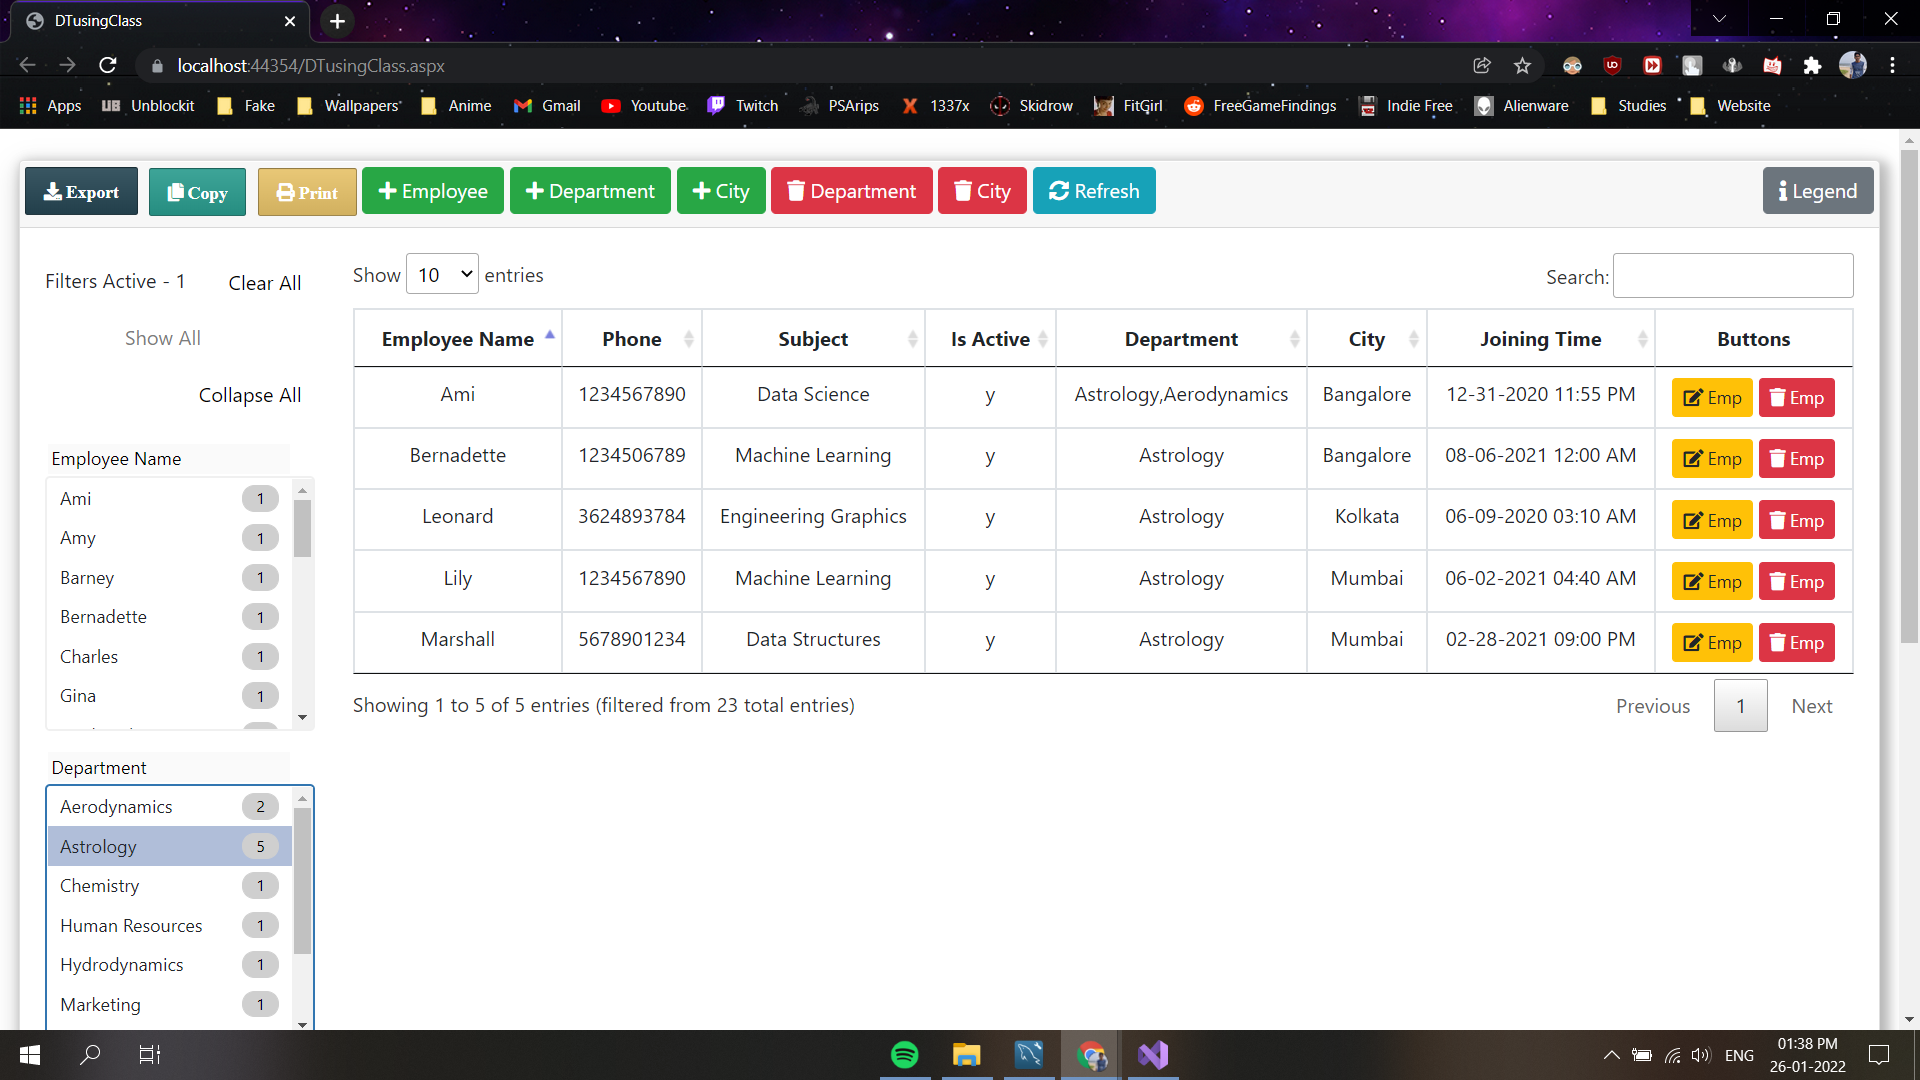 DTusingClass
localhost:44354/DTusingClass.aspx
Apps UB Unblockit Fake Wallpapers Anime Gmail Youtube Twitch PSArips X 1337x Skidrow FitGirl FreeGameFindings Indie Free Alienware Studies Website
Export Copy Print Employee Department City Department City Refresh Legend
Filters Active - 1 Clear All
Show All
Collapse All
Show 10 entries Search:
Employee Name Phone Subject Is Active Department City Joining Time Buttons
Ami 1234567890 Data Science y Astrology,Aerodynamics Bangalore 12-31-2020 11:55 PM Emp Emp
Bernadette 1234506789 Machine Learning y Astrology Bangalore 08-06-2021 12:00 AM Emp Emp
Leonard 3624893784 Engineering Graphics y Astrology Kolkata 06-09-2020 03:10 AM Emp Emp
Lily 1234567890 Machine Learning y Astrology Mumbai 06-02-2021 04:40 AM Emp Emp
Marshall 5678901234 Data Structures y Astrology Mumbai 02-28-2021 09:00 PM Emp Emp
Showing 1 to 5 of 5 entries (filtered from 23 total entries) Previous 1 Next
Employee Name
Ami 1
Amy 1
Barney 1
Bernadette 1
Charles 1
Gina 1
Department
Aerodynamics 2
Astrology 5
Chemistry 1
Human Resources 1
Hydrodynamics 1
Marketing 1
ENG 01:38 PM
26-01-2022